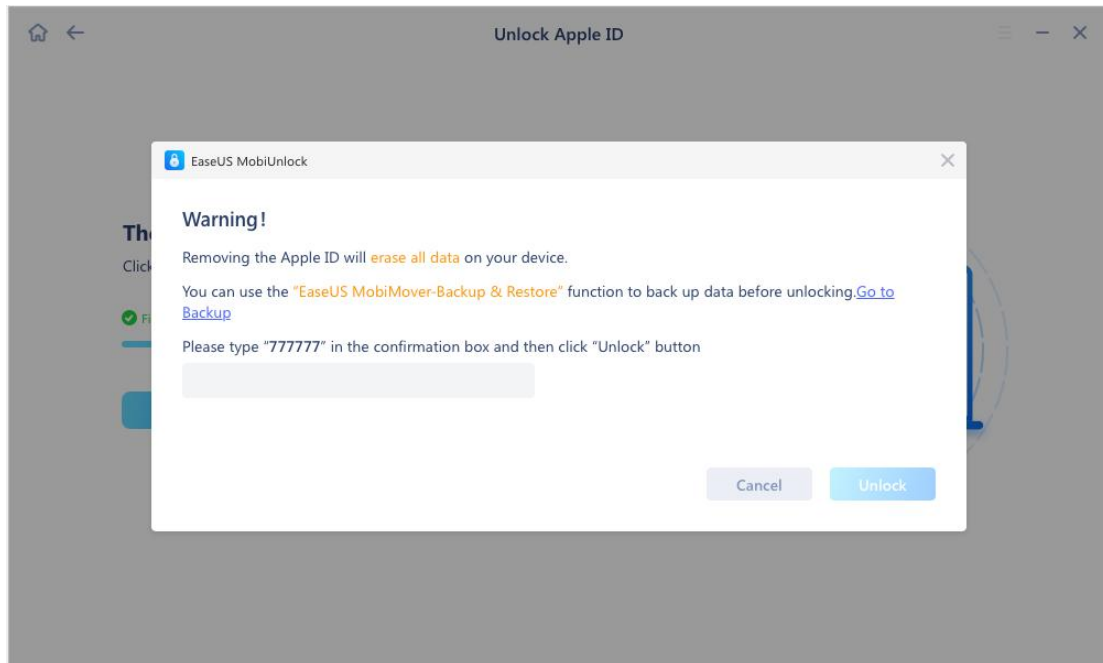 Unlock Apple ID
EaseUS MobiUnlock
Warning!
Removing the Apple ID will erase all data on your device.
You can use the "EaseUS MobiMover-Backup & Restore" function to back up data before unlocking.Go to
Backup
Please type "777777" in the confirmation box and then click "Unlock" button
Cancel
Unlock